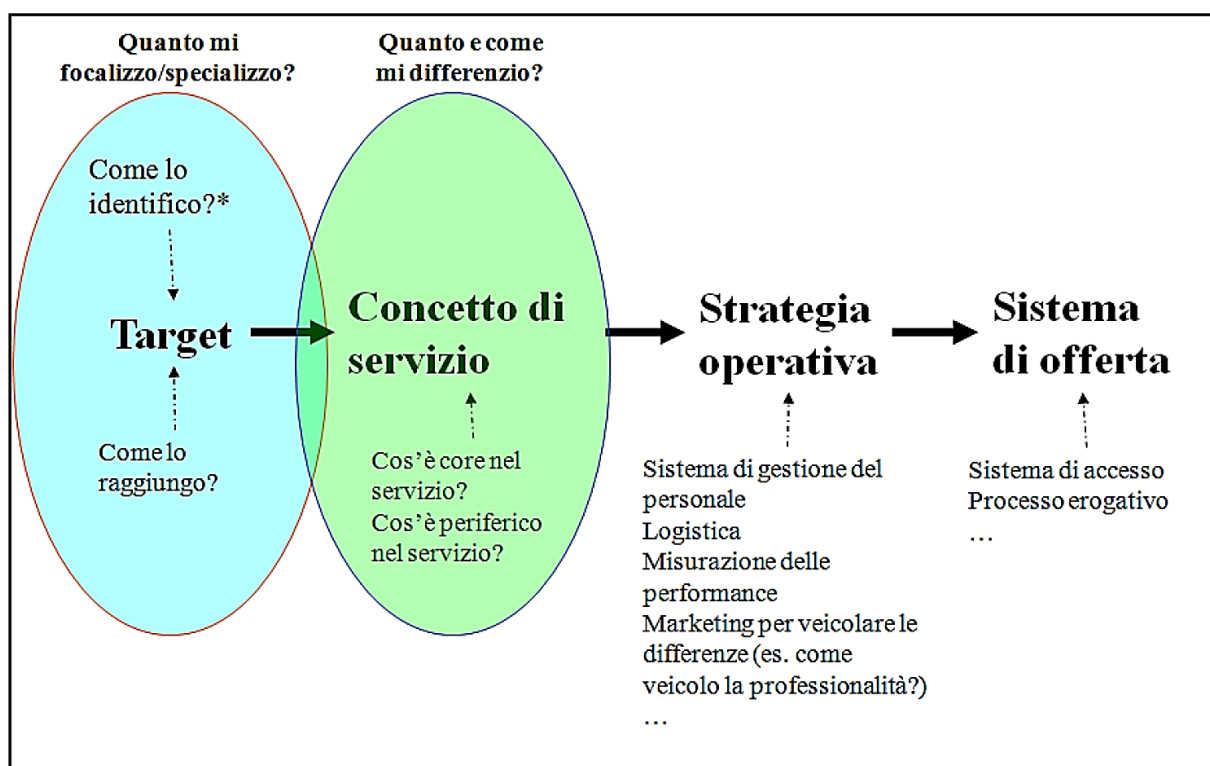 Quanto mi
focalizzo/specializzo?
Quanto e come
mi differenzio?
Come lo
identifico?*
Target
Come lo
raggiungo?
Concetto di
servizio
Cos’è core nel
servizio?
Cos’è periferico
nel servizio?
Strategia
operativa
Sistema di gestione del
personale
Logistica
Misurazione delle
performance
Marketing per veicolare le
differenze (es. come
veicolo la professionalità?)
…
Sistema
di offerta
Sistema di accesso
Processo erogativo
…